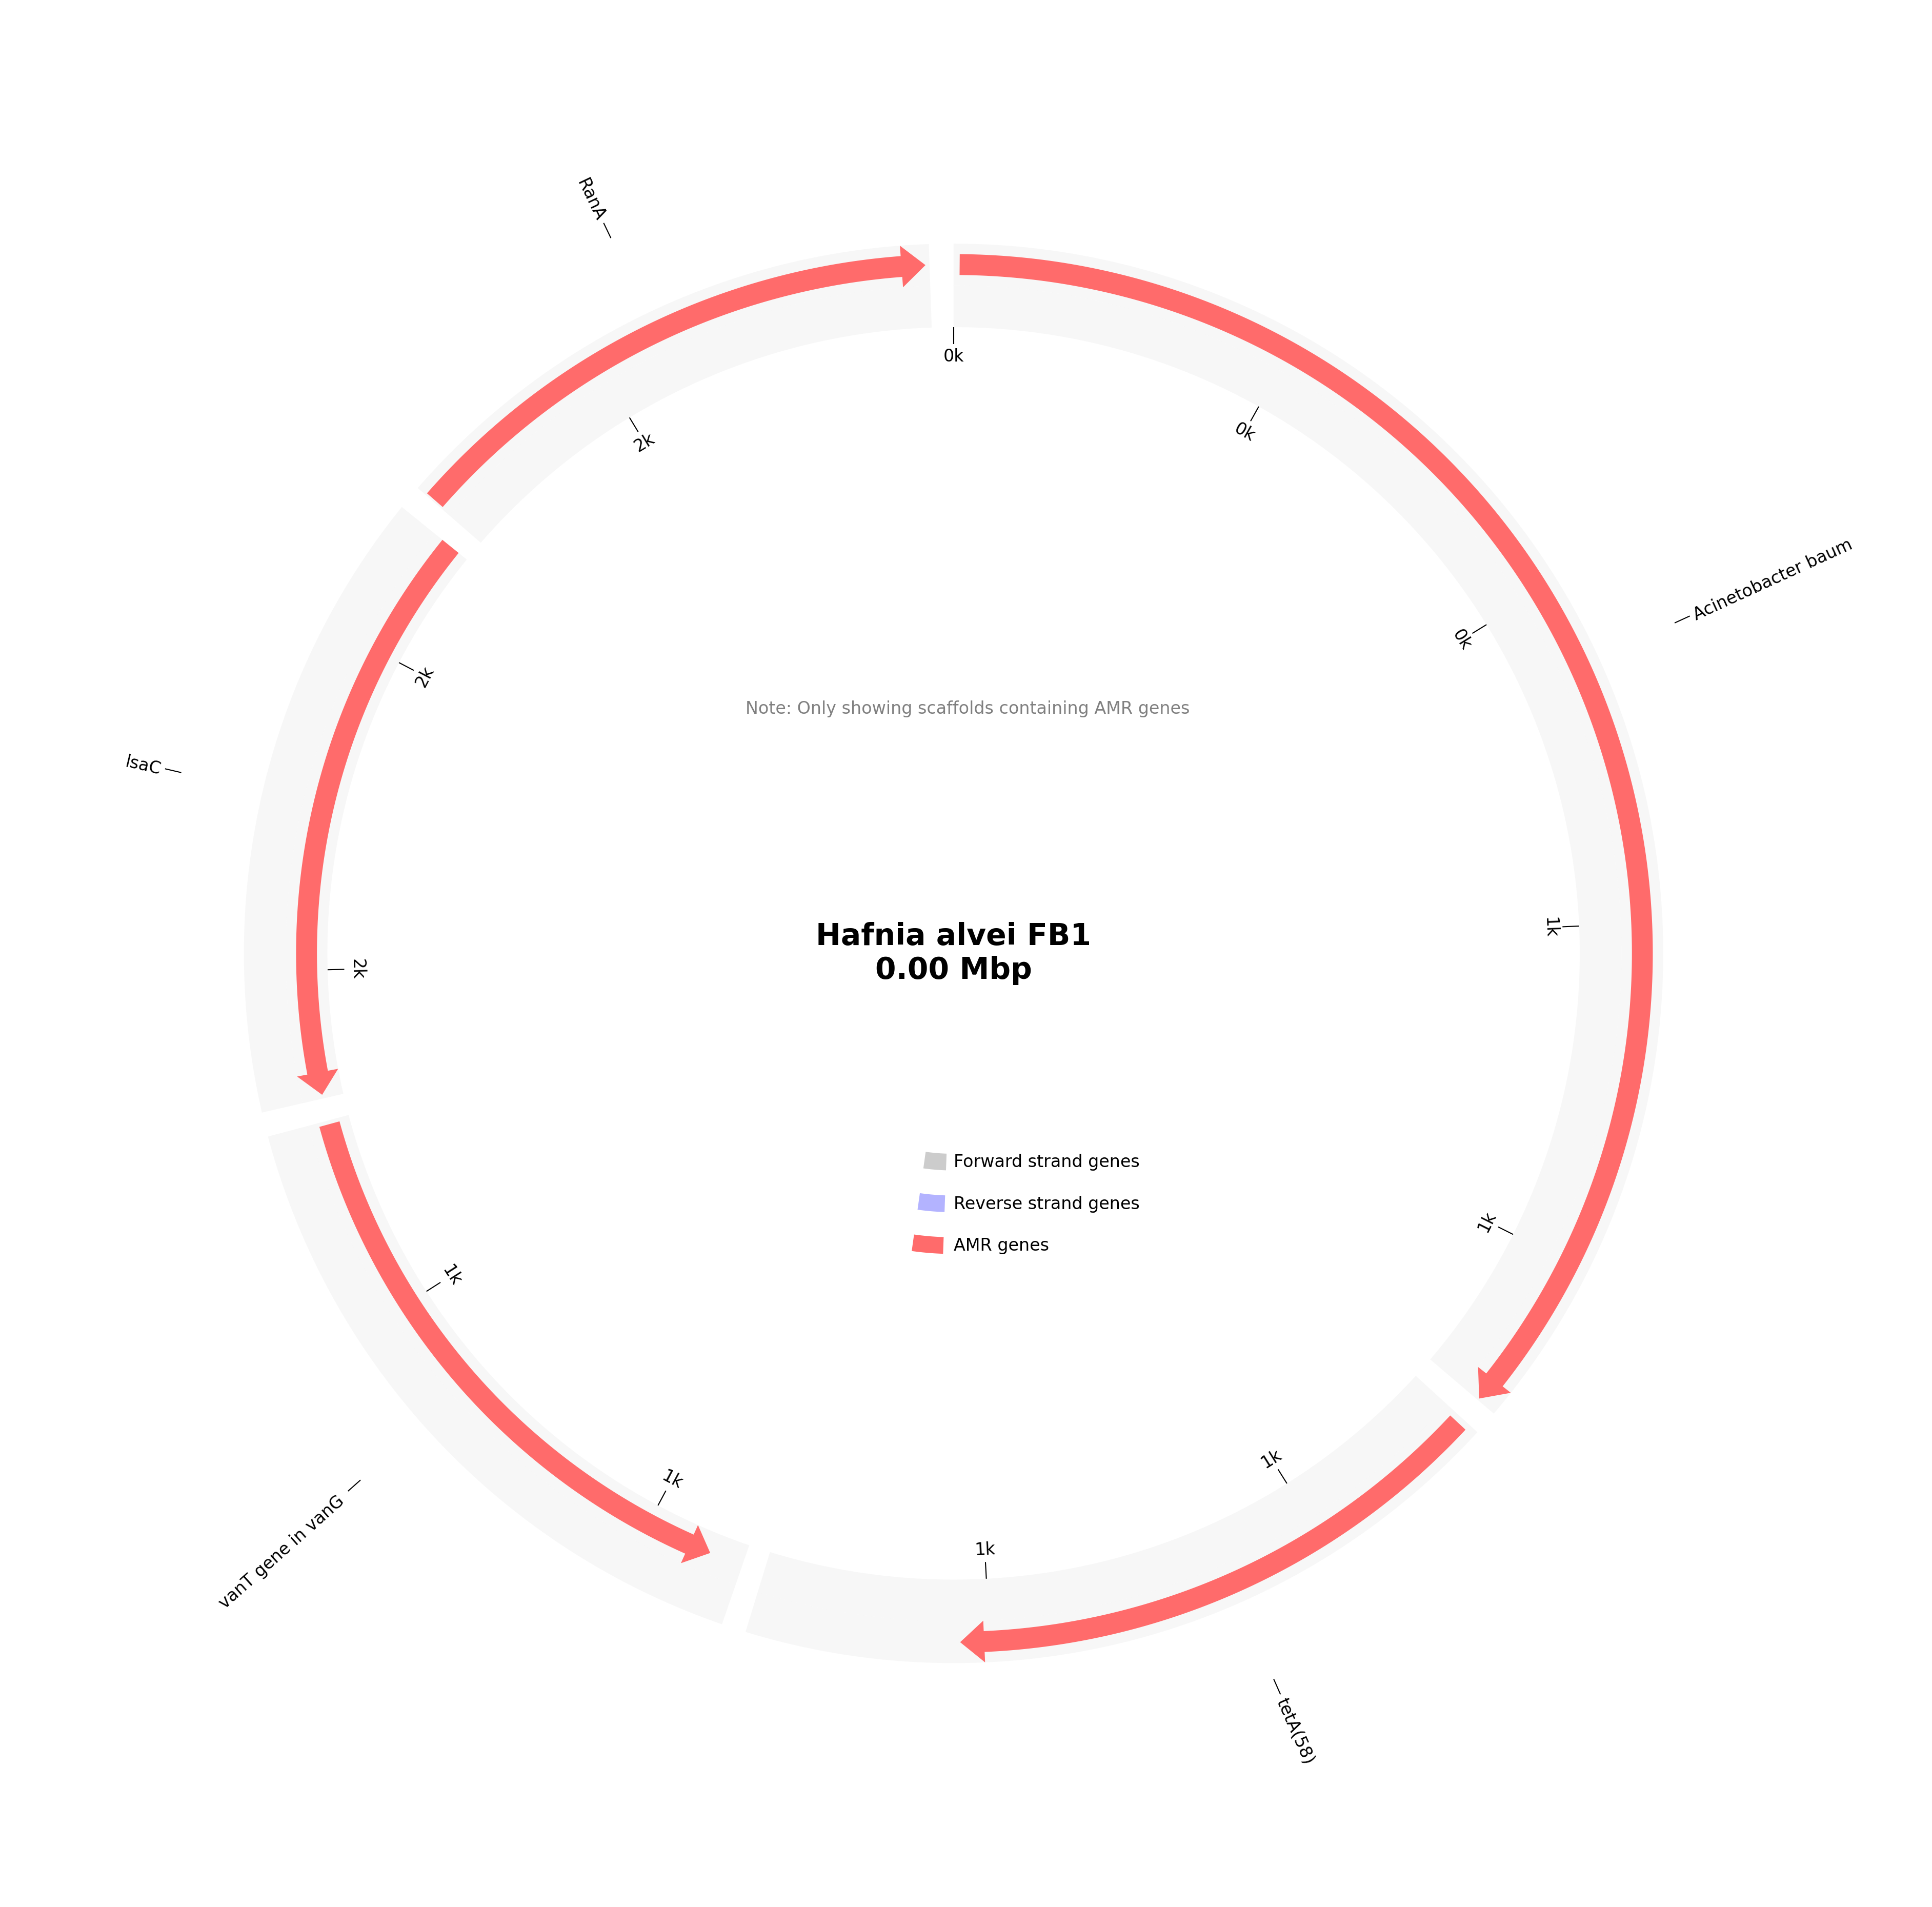 RanA
0k
2k
0k
Acinetobacter baum
0k
2k
Note: Only showing scaffolds containing AMR genes
lsaC
1k
Hafnia alvei FB1
0.00 Mbp
2k
Forward strand genes
Reverse strand genes
1k
AMR genes
1k
1k
1k
vanT gene in vanG
1k
tetA(58)